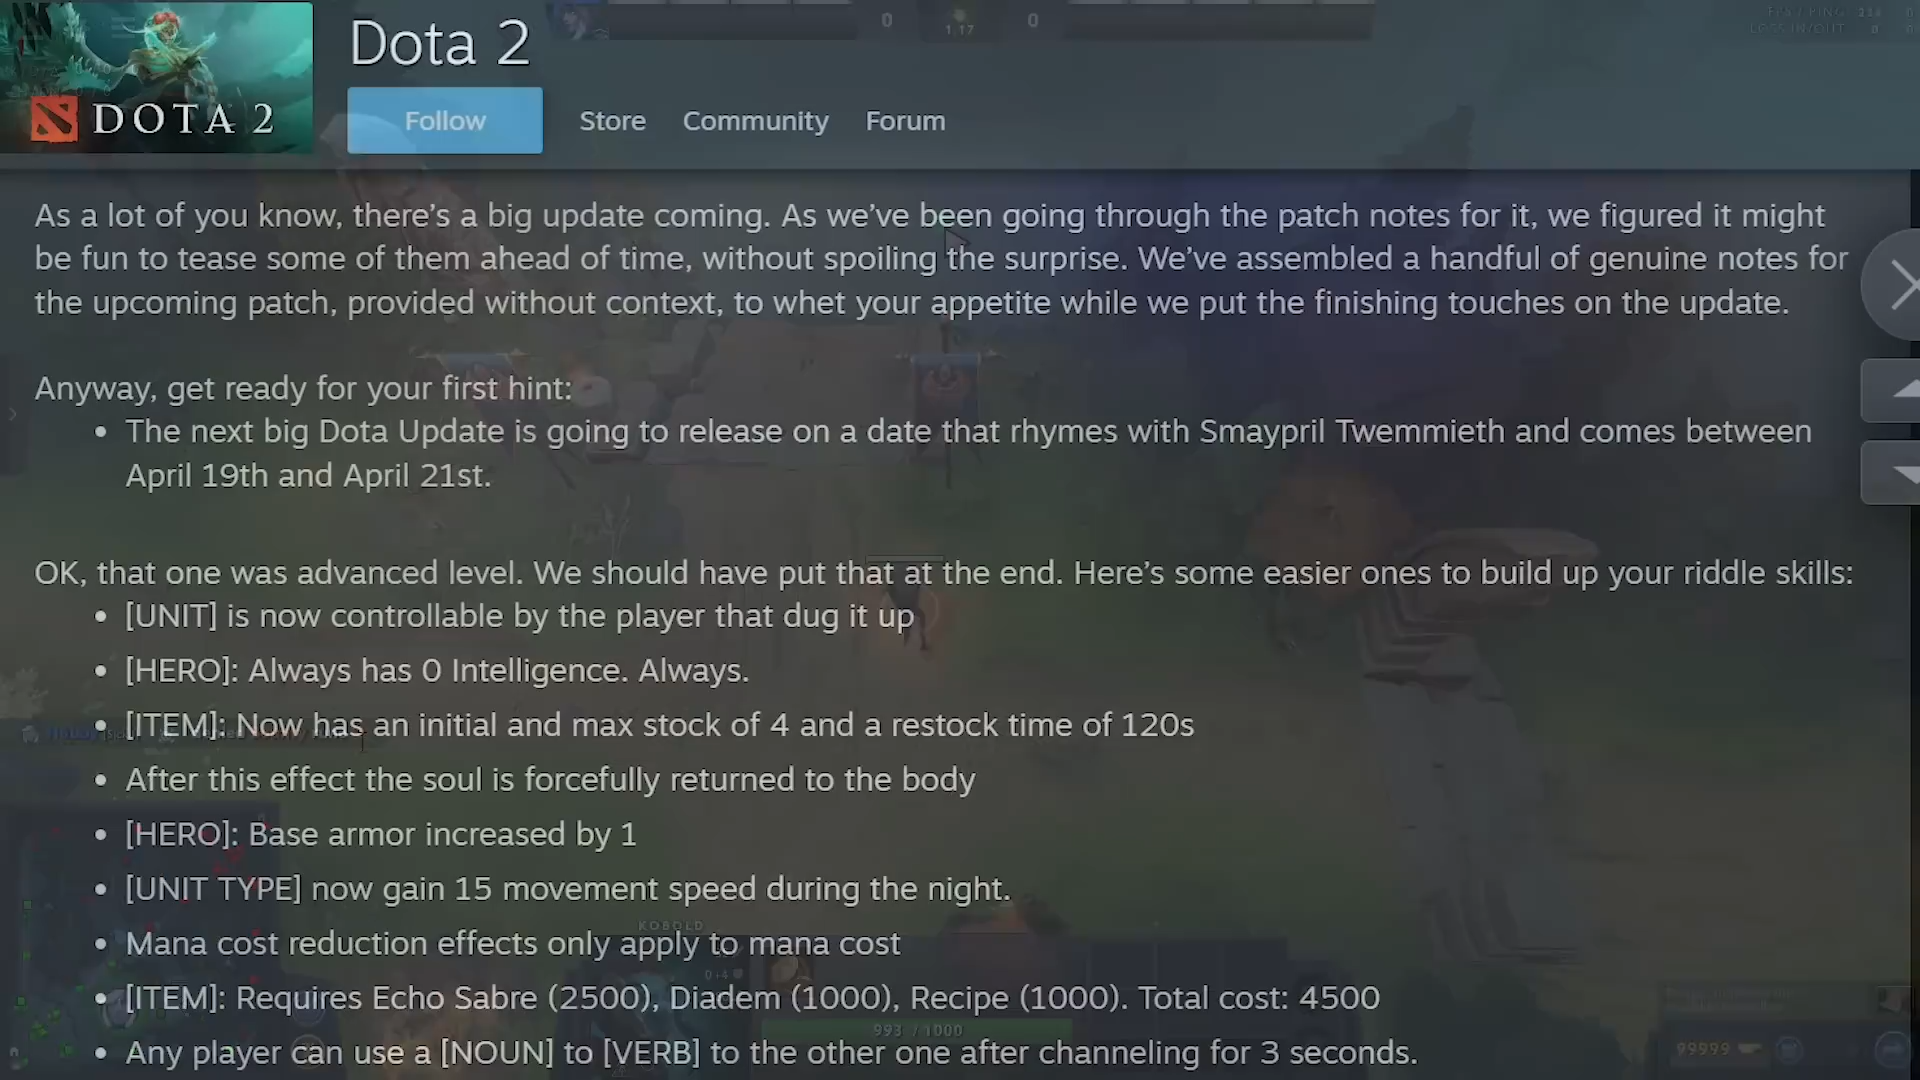 Dota 2
DOTA 2
0
1:17
0
Follow
Store
Community
Forum
As a lot of you know, there's a big update coming. As we've been going through the patch notes for it, we figured it might
be fun to tease some of them ahead of time, without spoiling the surprise. We've assembled a handful of genuine notes for
the upcoming patch, provided without context, to whet your appetite while we put the finishing touches on the update.
Anyway, get ready for your first hint:
• The next big Dota Update is going to release on a date that rhymes with Smaypril Twemmieth and comes between
April 19th and April 21st.
OK, that one was advanced level. We should have put that at the end. Here's some easier ones to build up your riddle skills:
• [UNIT] is now controllable by the player that dug it up
• [HERO]: Always has 0 Intelligence. Always.
• [ITEM]: Now has an initial and max stock of 4 and a restock time of 120s
• After this effect the soul is forcefully returned to the body
• [HERO]: Base armor increased by 1
• [UNIT TYPE] now gain 15 movement speed during the night.
KOBOLD
• Mana cost reduction effects only apply to mana cost
• [ITEM]: Requires Echo Sabre (2500), Diadem (1000), Recipe (1000). Total cost: 4500
993 / 1000
• Any player can use a [NOUN] to [VERB] to the other one after channeling for 3 seconds.
99999